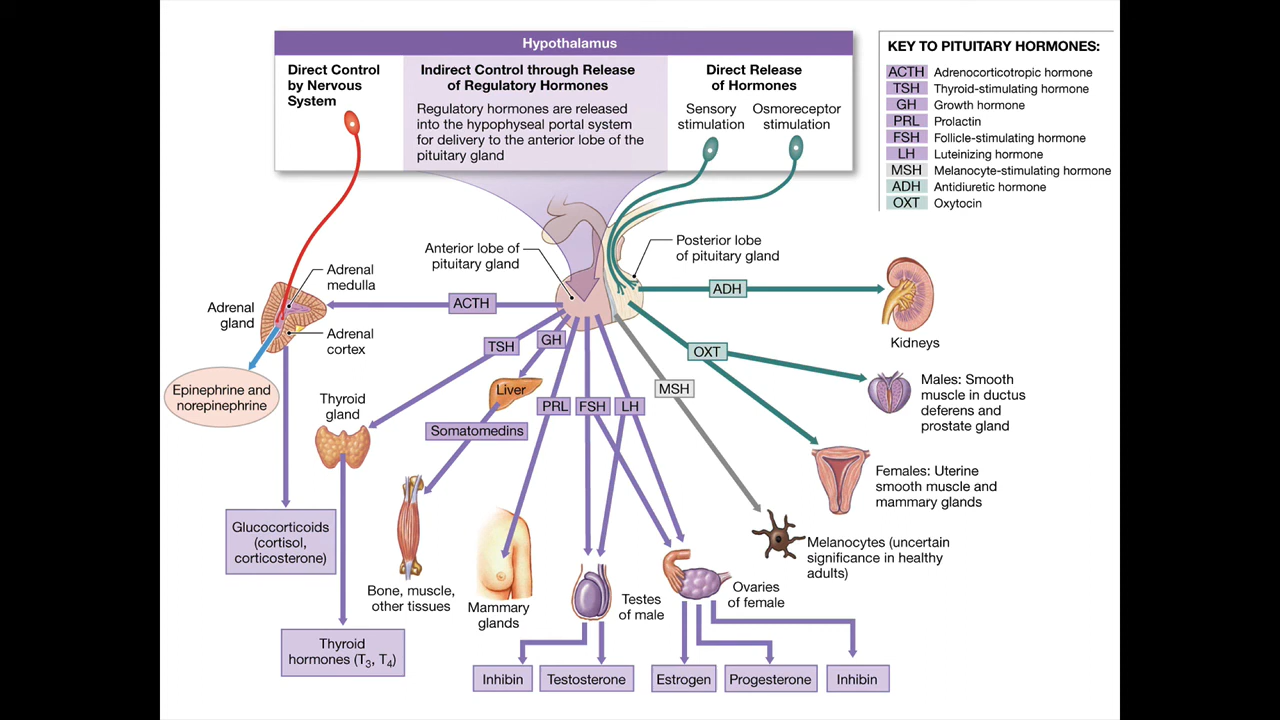 Hypothalamus
Direct Control
by Nervous
System
Indirect Control through Release
of Regulatory Hormones
Regulatory hormones are released
into the hypophyseal portal system
for delivery to the anterior lobe of the
pituitary gland
Direct Release
of Hormones
Sensory
stimulation
Osmoreceptor
stimulation
KEY TO PITUITARY HORMONES:
ACTH Adrenocorticotropic hormone
TSH Thyroid-stimulating hormone
GH Growth hormone
PRL Prolactin
FSH Follicle-stimulating hormone
LH Luteinizing hormone
MSH Melanocyte-stimulating hormone
ADH Antidiuretic hormone
OXT Oxytocin
Anterior lobe of
pituitary gland
Posterior lobe
of pituitary gland
Adrenal
medulla
Adrenal
gland
Adrenal
cortex
ACTH
ADH
Kidneys
TSH
GH
OXT
Epinephrine and
norepinephrine
Thyroid
gland
Liver
PRL
FSH
LH
MSH
Males: Smooth
muscle in ductus
deferens and
prostate gland
Somatomedins
Females: Uterine
smooth muscle and
mammary glands
Glucocorticoids
(cortisol,
corticosterone)
Melanocytes (uncertain
significance in healthy
adults)
Bone, muscle,
other tissues
Mammary
glands
Testes
of male
Ovaries
of female
Thyroid
hormones (T₃, T₄)
Inhibin
Testosterone
Estrogen
Progesterone
Inhibin